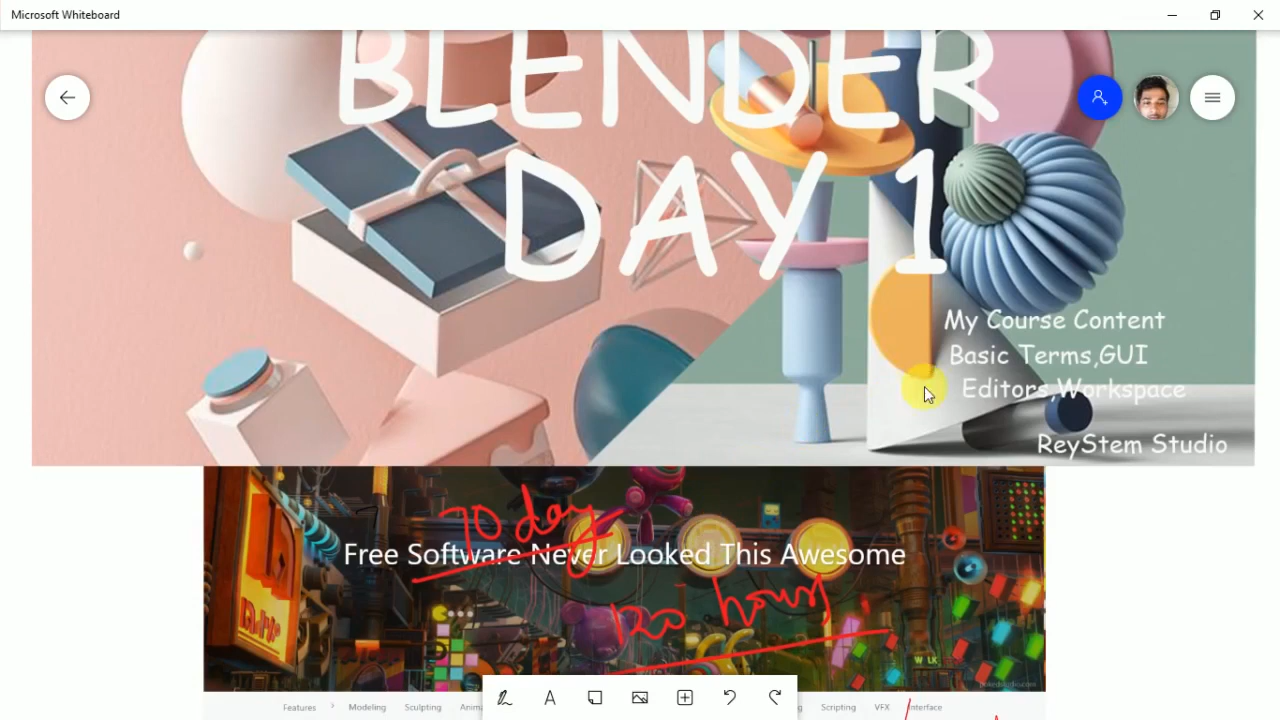 Microsoft Whiteboard
BLENDER
DAY 1
My Course Content
Basic Terms,GUI
Editors,Workspace
ReyStem Studio
70 day
Free Software Never Looked This Awesome
120 hours
Features Modeling Sculpting Scripting VFX Interface